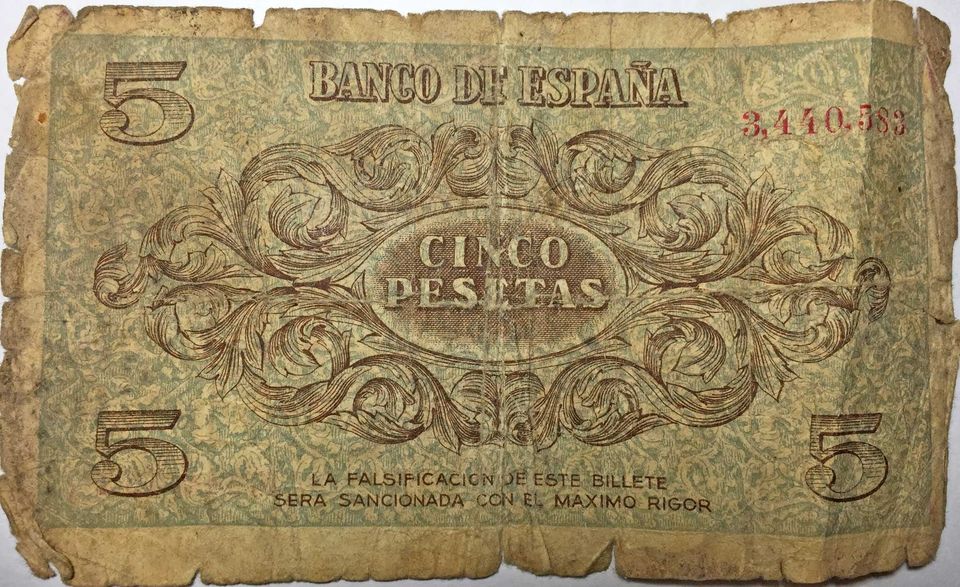 5
BANCO DE ESPAÑA
3,440,583
CINCO
PESETAS
5
5
LA FALSIFICACION DE ESTE BILLETE
SERA SANCIONADA CON EL MAXIMO RIGOR